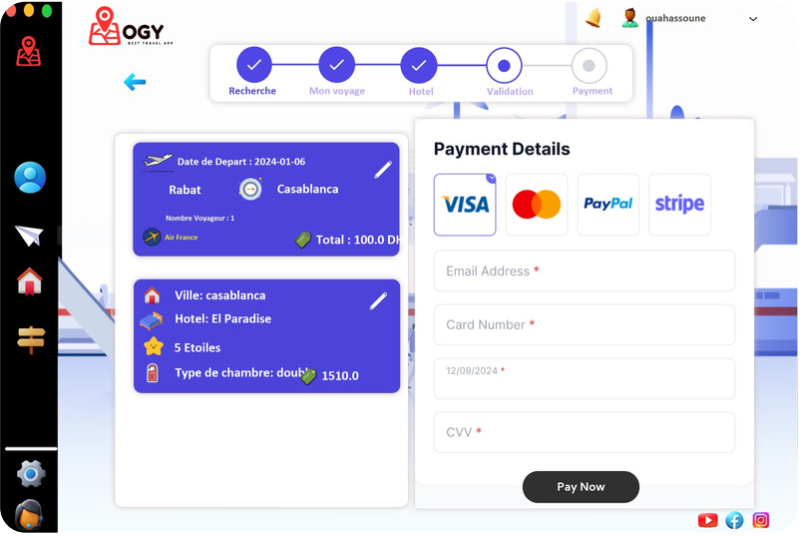 OGY
BEST TRAVEL APP
ouahassoune
Recherche
Mon voyage
Hotel
Validation
Payment
Date de Depart : 2024-01-06
Rabat
Casablanca
Nombre Voyageur : 1
Air France
Total : 100.0 DH
Ville: casablanca
Hotel: El Paradise
5 Etoiles
Type de chambre: doubl
1510.0
Payment Details
VISA
PayPal
stripe
Email Address *
Card Number *
12/09/2024 *
CVV *
Pay Now